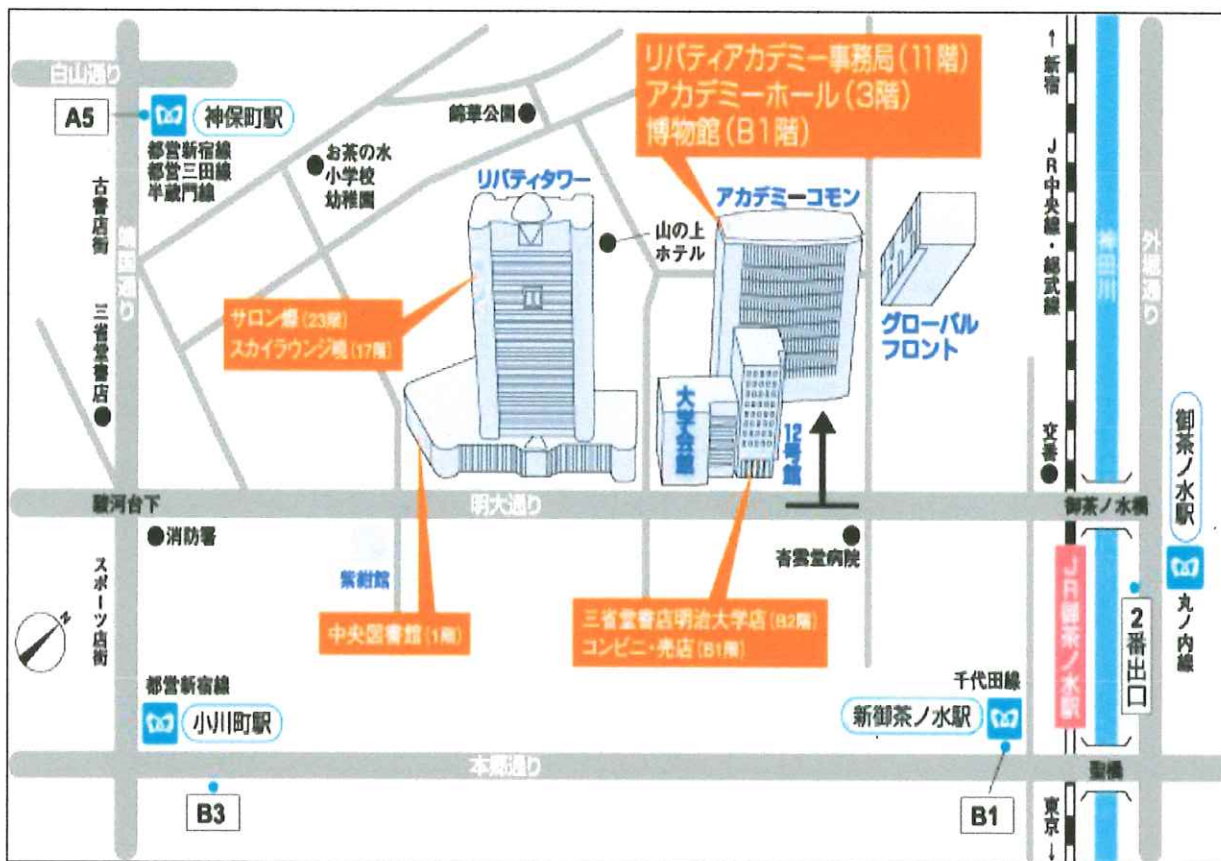 白山通り
A5
神保町駅
都営新宿線
都営三田線
半蔵門線
古書店街
靖国通り
三省堂書店
お茶の水
小学校
幼稚園
錦華公園
リバティタワー
山の上
ホテル
リバティアカデミー事務局(11階)
アカデミーホール(3階)
博物館(B1階)
アカデミーコモン
グローバル
フロント
サロン燦(23階)
スカイラウンジ暁(17階)
大学会館
12号館
↑新宿
JR中央線・総武線
神田川
外堀通り
交番
御茶ノ水駅
丸ノ内線
駿河台下
明大通り
御茶ノ水橋
消防署
スポーツ店街
N
紫紺館
中央図書館(1階)
三省堂書店明治大学店(B2階)
コンビニ・売店(B1階)
杏雲堂病院
JR御茶ノ水駅
2番出口
都営新宿線
小川町駅
千代田線
新御茶ノ水駅
本郷通り
聖橋
B3
B1
東京↓